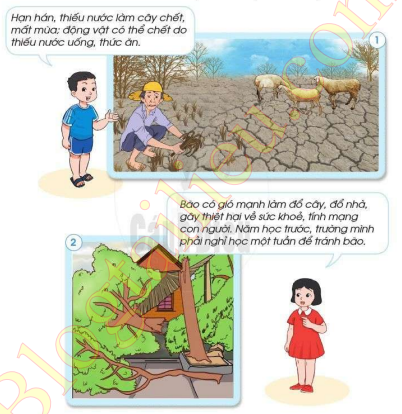 Hạn hán, thiếu nước làm cây chết,
mất mùa; động vật có thể chết do
thiếu nước uống, thức ăn.
1
Bão có gió mạnh làm đổ cây, đổ nhà,
gây thiệt hại về sức khoẻ, tính mạng
con người. Năm học trước, trường mình
phải nghỉ học một tuần để tránh bão.
2